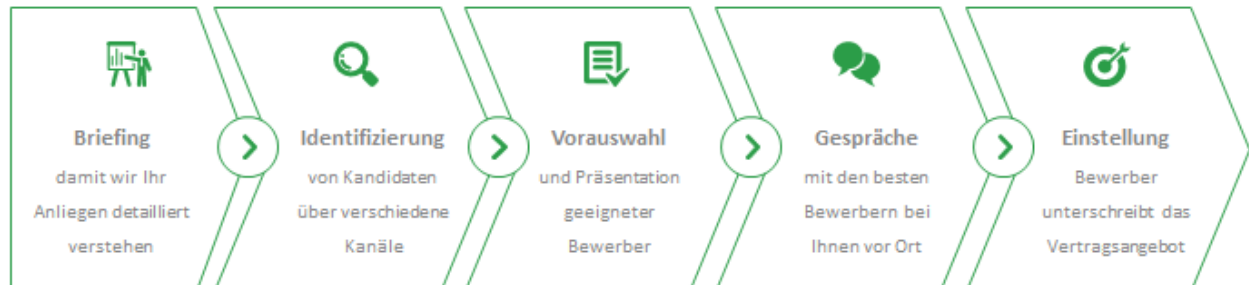 Briefing
damit wir Ihr
Anliegen detailliert
verstehen
Identifizierung
von Kandidaten
über verschiedene
Kanäle
Vorauswahl
und Präsentation
geeigneter
Bewerber
Gespräche
mit den besten
Bewerbern bei
Ihnen vor Ort
Einstellung
Bewerber
unterschreibt das
Vertragsangebot